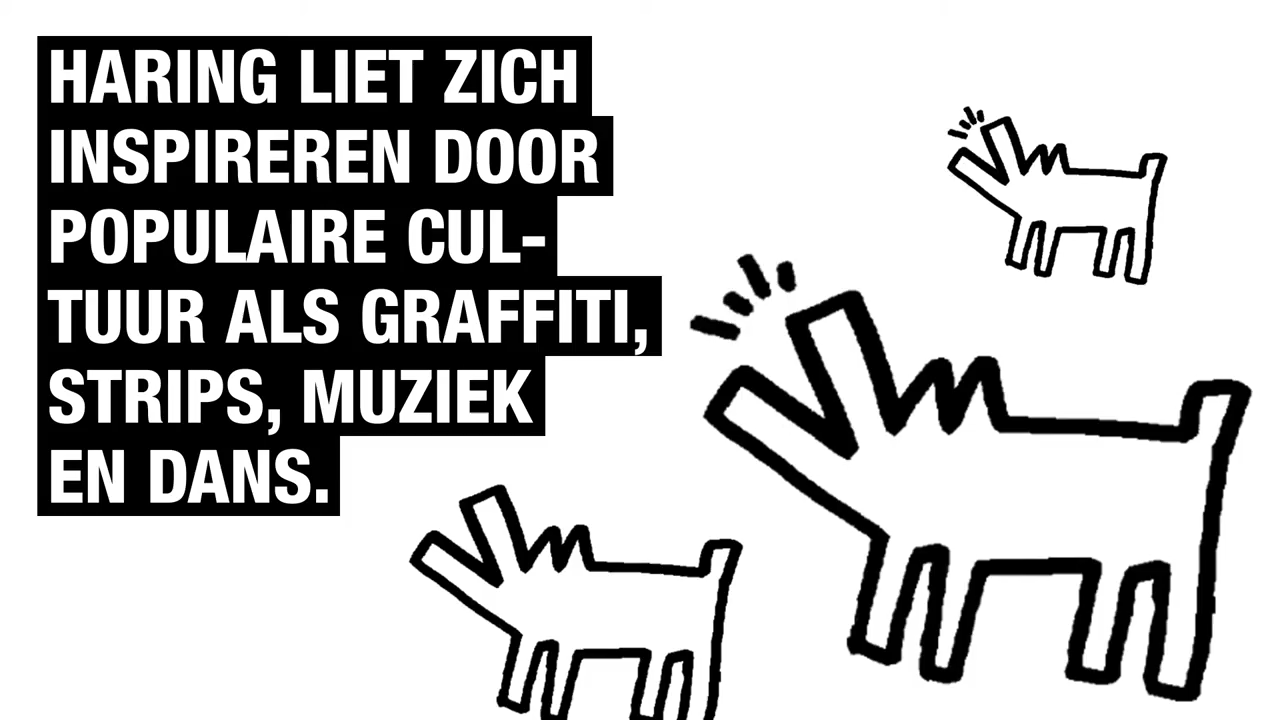 HARING LIET ZICH
INSPIREREN DOOR
POPULAIRE CUL-
TUUR ALS GRAFFITI,
STRIPS, MUZIEK
EN DANS.